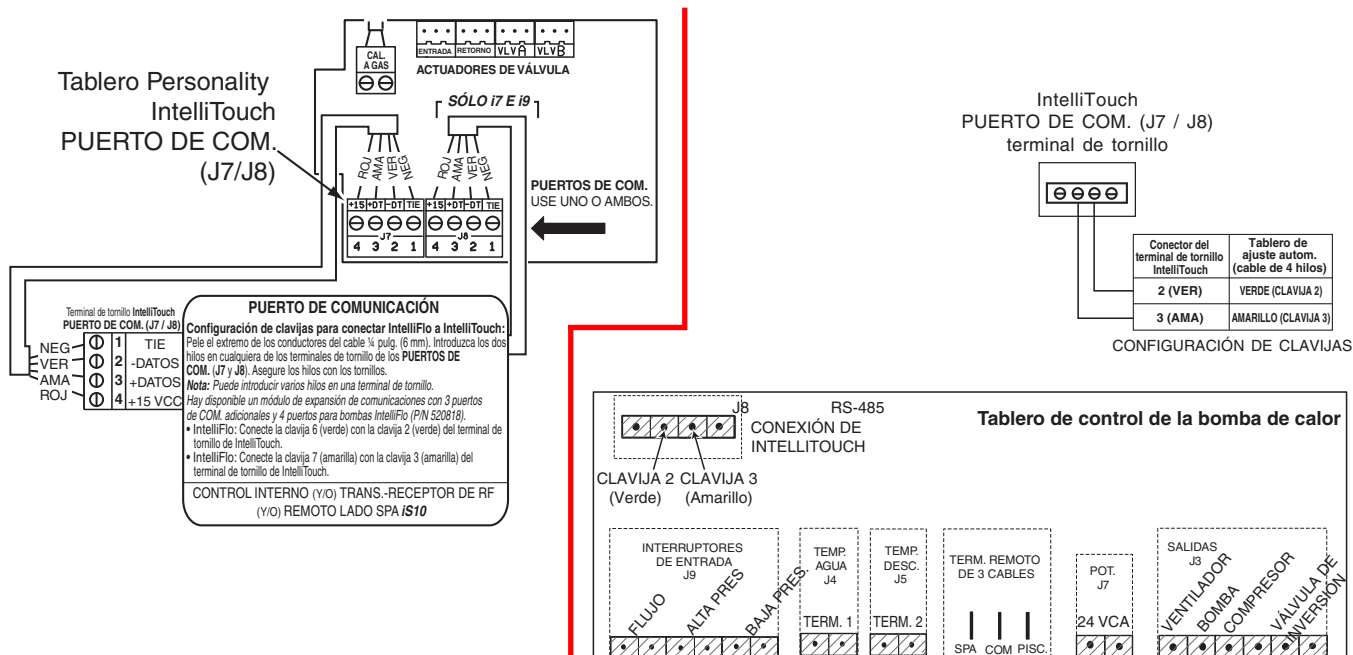 CAL.
A GAS
ENTRADA
RETORNO
VLVA
VLVB
ACTUADORES DE VÁLVULA
Tablero Personality
IntelliTouch
PUERTO DE COM.
(J7/J8)
SÓLO i7 E i9
ROJ
AMA
VER
NEG
ROJ
AMA
VER
NEG
+15 +DT -DT TIE
+15 +DT -DT TIE
J7
J8
4 3 2 1
4 3 2 1
PUERTOS DE COM.
USE UNO O AMBOS.
Terminal de tornillo IntelliTouch
PUERTO DE COM. (J7 / J8)
NEG 1 TIE
VER 2 -DATOS
AMA 3 +DATOS
ROJ 4 +15 VCC
PUERTO DE COMUNICACIÓN
Configuración de clavijas para conectar IntelliFlo a IntelliTouch:
Pele el extremo de los conductores del cable ¼ pulg. (6 mm). Introduzca los dos
hilos en cualquiera de los terminales de tornillo de los PUERTOS DE
COM. (J7 y J8). Asegure los hilos con los tornillos.
Nota: Puede introducir varios hilos en una terminal de tornillo.
Hay disponible un módulo de expansión de comunicaciones con 3 puertos
de COM. adicionales y 4 puertos para bombas IntelliFlo (P/N 520818).
• IntelliFlo: Conecte la clavija 6 (verde) con la clavija 2 (verde) del terminal de
tornillo de IntelliTouch.
• IntelliFlo: Conecte la clavija 7 (amarilla) con la clavija 3 (amarilla) del
terminal de tornillo de IntelliTouch.
CONTROL INTERNO (Y/O) TRANS.-RECEPTOR DE RF
(Y/O) REMOTO LADO SPA iS10
IntelliTouch
PUERTO DE COM. (J7 / J8)
terminal de tornillo
Conector del
terminal de tornillo
IntelliTouch
Tablero de
ajuste autom.
(cable de 4 hilos)
2 (VER)
VERDE (CLAVIJA 2)
3 (AMA)
AMARILLO (CLAVIJA 3)
CONFIGURACIÓN DE CLAVIJAS
J8 RS-485
CONEXIÓN DE
INTELLITOUCH
Tablero de control de la bomba de calor
CLAVIJA 2
(Verde)
CLAVIJA 3
(Amarillo)
INTERRUPTORES
DE ENTRADA
J9
FLUJO
ALTA PRES
BAJA PRES.
TEMP.
AGUA
J4
TERM. 1
TEMP.
DESC.
J5
TERM. 2
TERM. REMOTO
DE 3 CABLES
SPA COM PISC.
POT.
J7
24 VCA
SALIDAS
J3
VENTILADOR
BOMBA
COMPRESOR
VÁLVULA DE
INVERSIÓN